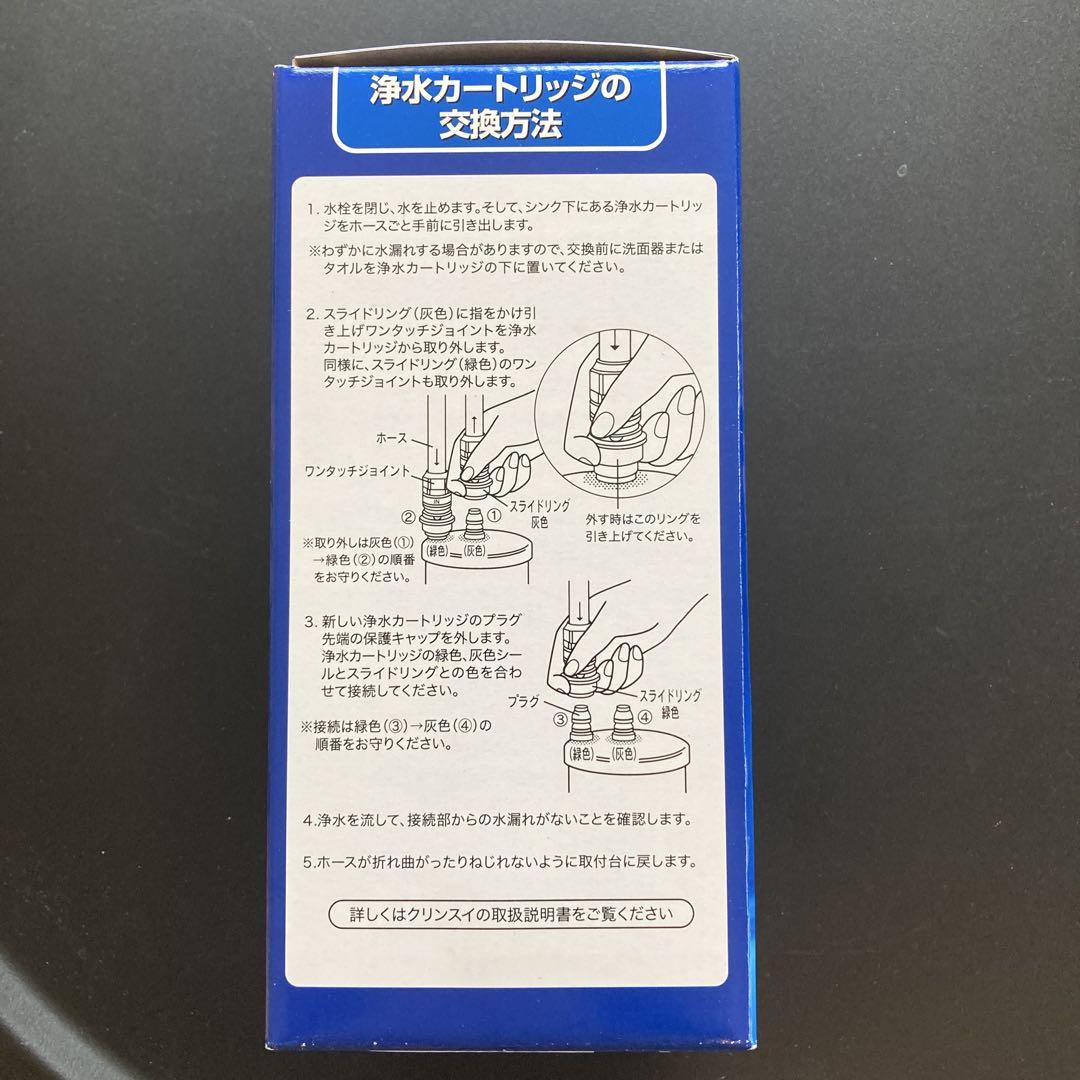 浄水カートリッジの
交換方法
1. 水栓を閉じ、水を止めます。そして、シンク下にある浄水カートリッ
ジをホースごと手前に引き出します。
※わずかに水漏れする場合がありますので、交換前に洗面器または
タオルを浄水カートリッジの下に置いてください。
2. スライドリング(灰色)に指をかけ引
き上げワンタッチジョイントを浄水
カートリッジから取り外します。
同様に、スライドリング(緑色)のワン
タッチジョイントも取り外します。
ホース
ワンタッチジョイント
IN
スライドリング
灰色
②
①
(緑色)
(灰色)
外す時はこのリングを
引き上げてください。
※取り外しは灰色(①)
→緑色(②)の順番
をお守りください。
3. 新しい浄水カートリッジのプラグ
先端の保護キャップを外します。
浄水カートリッジの緑色、灰色シー
ルとスライドリングとの色を合わ
せて接続してください。
プラグ
スライドリング
緑色
③
④
(緑色)
(灰色)
※接続は緑色(③)→灰色(④)の
順番をお守りください。
4.浄水を流して、接続部からの水漏れがないことを確認します。
5.ホースが折れ曲がったりねじれないように取付台に戻します。
詳しくはクリンスイの取扱説明書をご覧ください